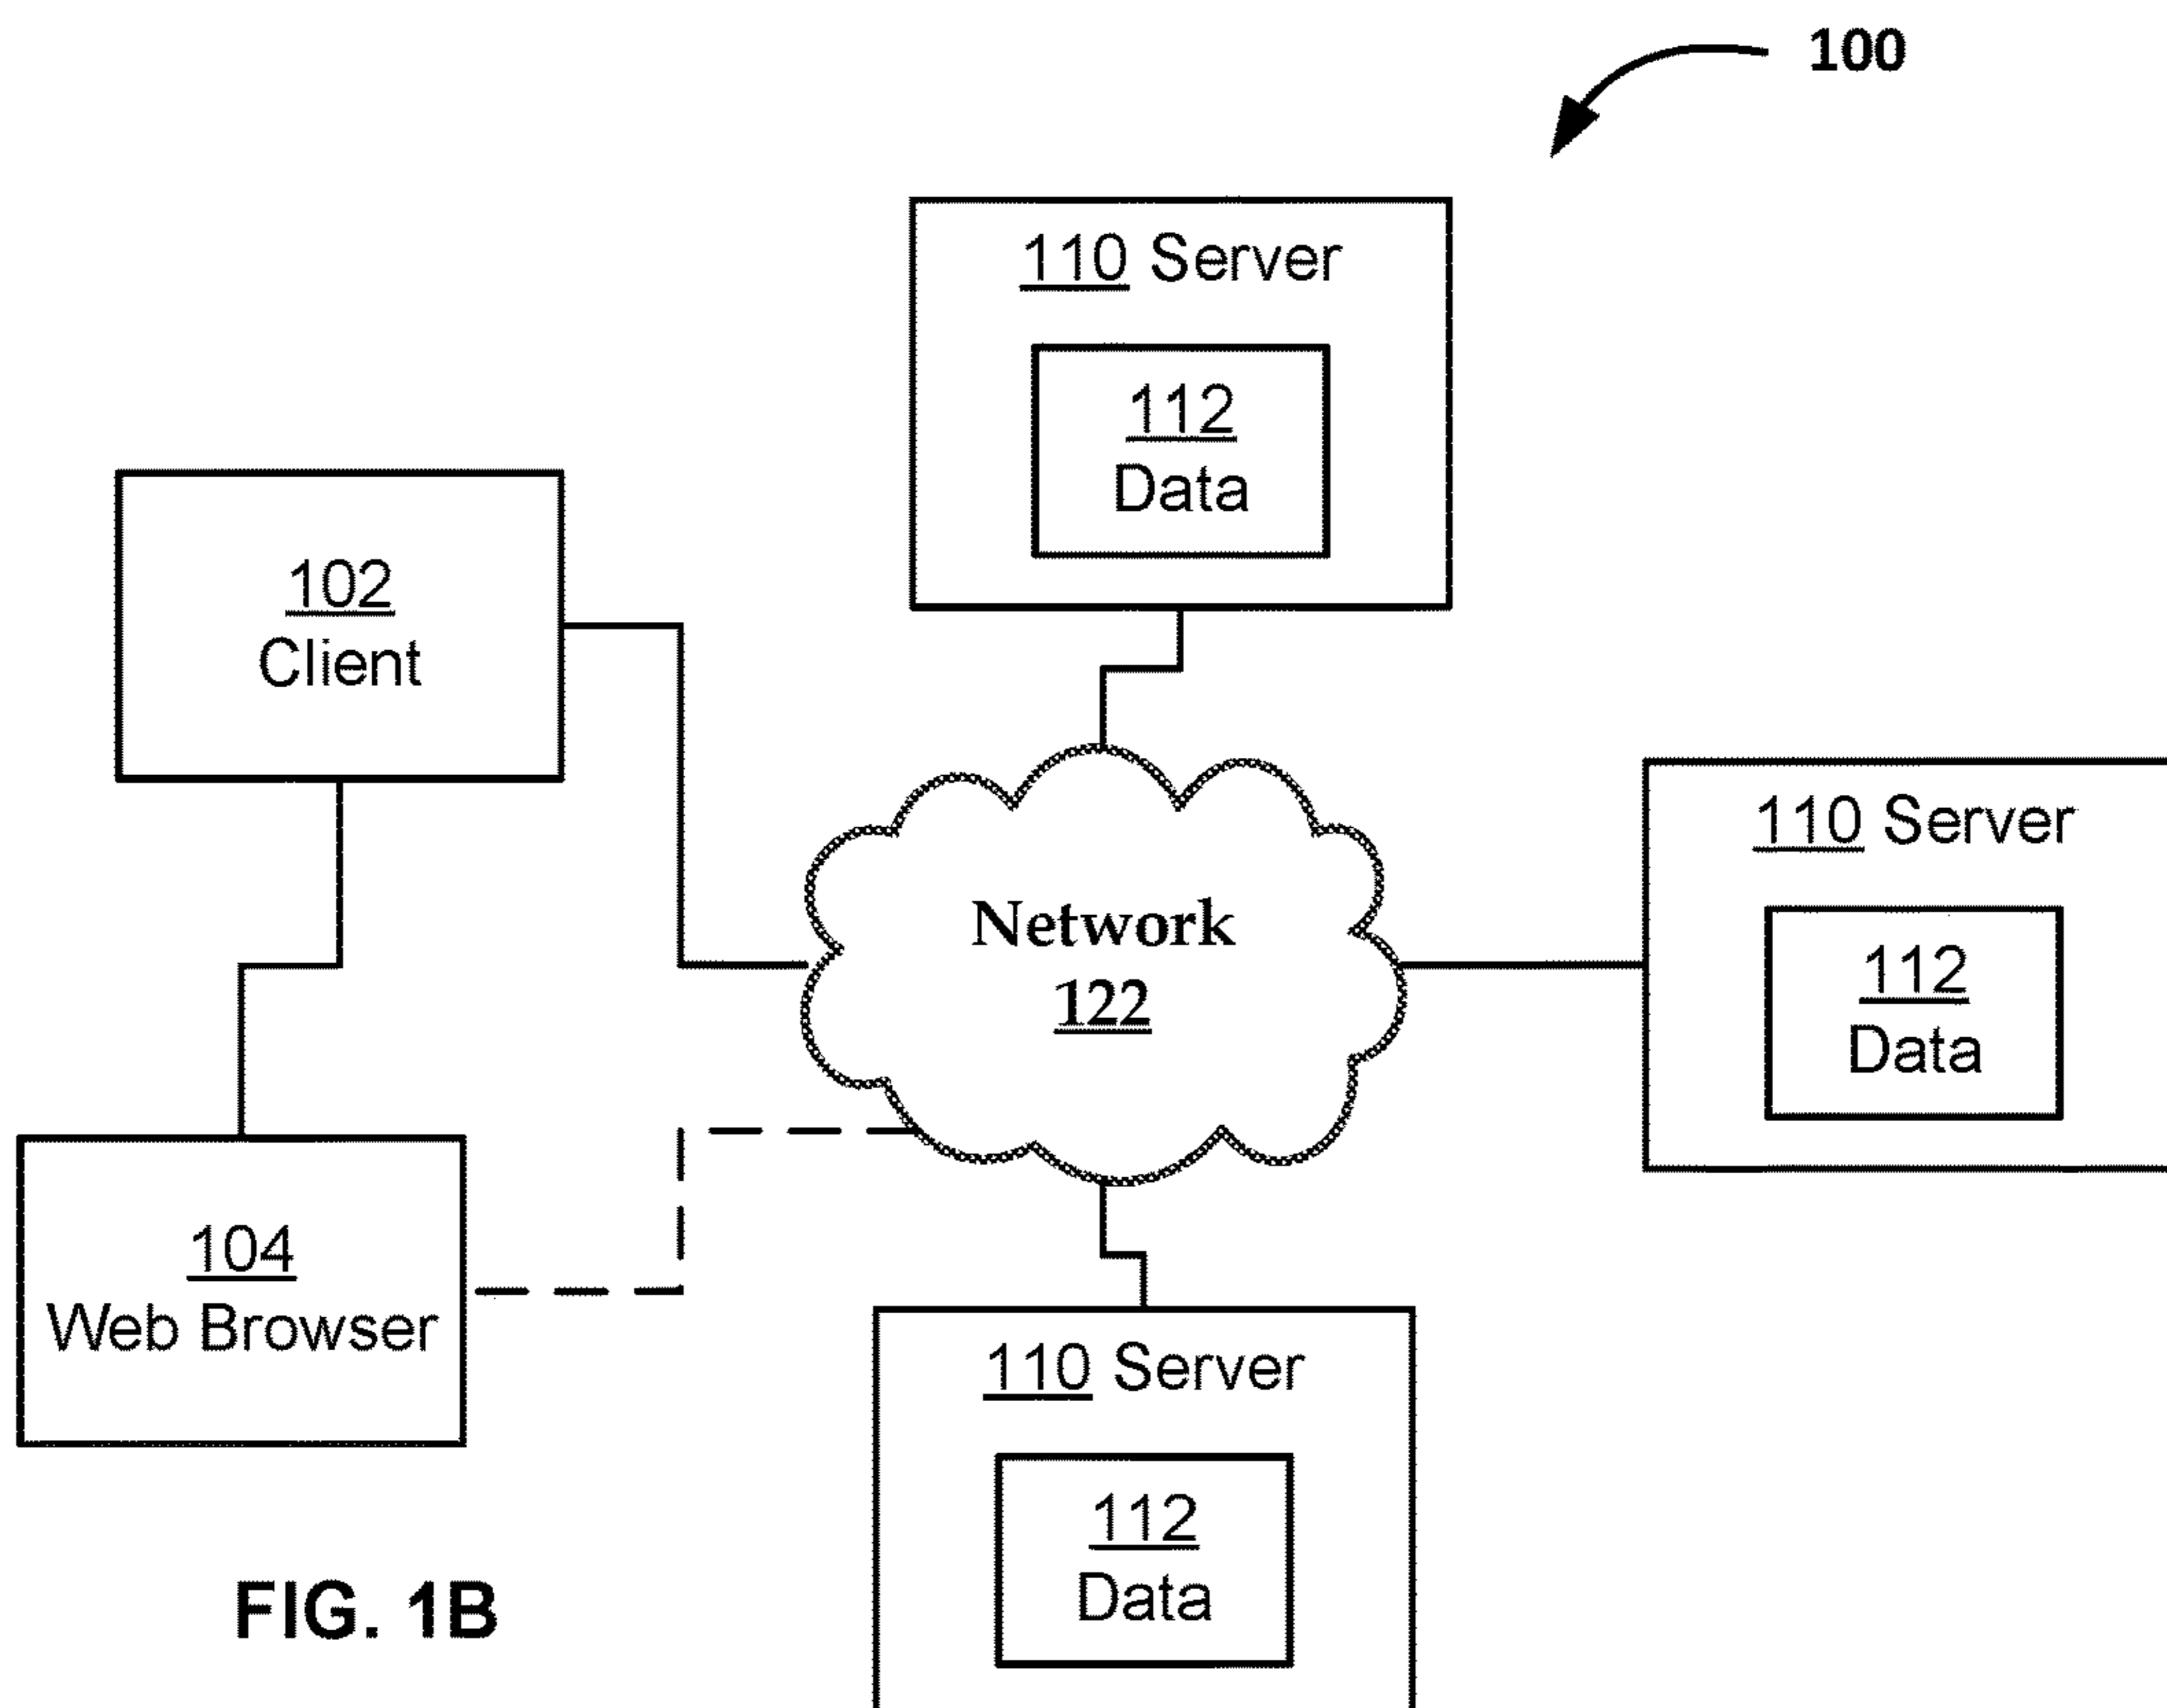 100
110 Server
112
Data
102
Client
Network
122
110 Server
112
Data
104
Web Browser
110 Server
112
Data
FIG. 1B